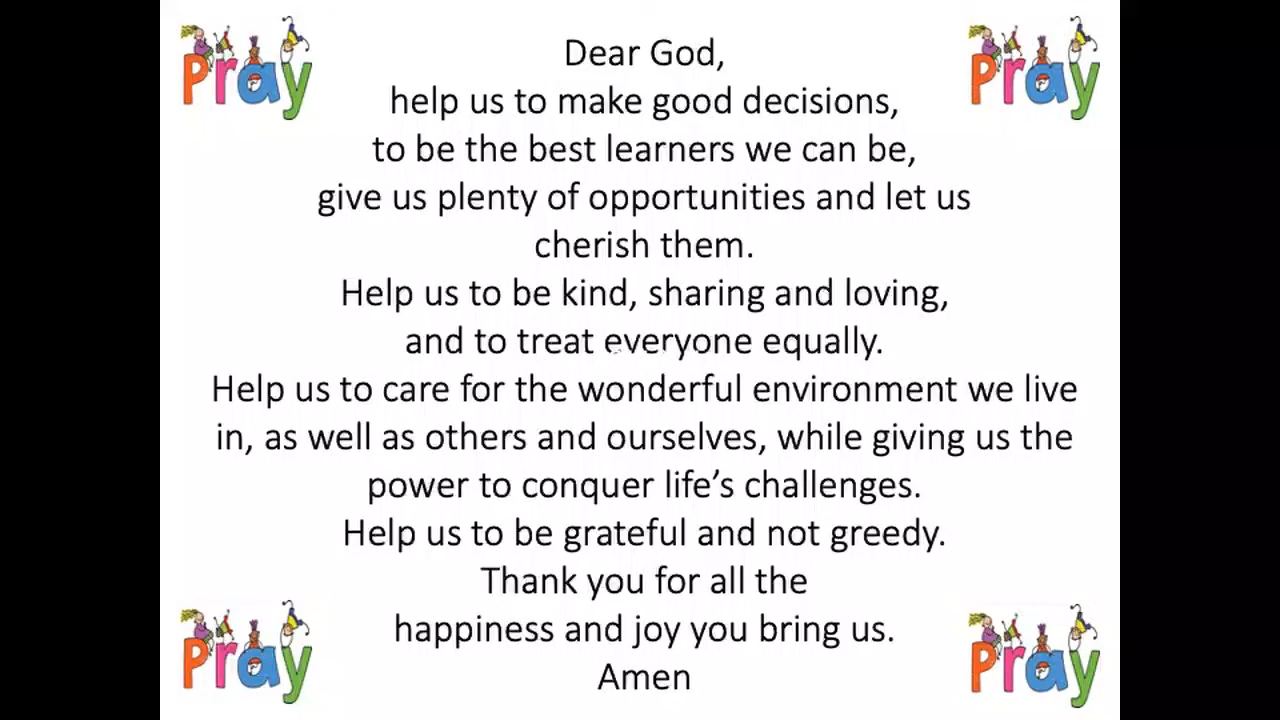 Pray
Pray
Dear God,
help us to make good decisions,
to be the best learners we can be,
give us plenty of opportunities and let us
cherish them.
Help us to be kind, sharing and loving,
and to treat everyone equally.
Help us to care for the wonderful environment we live
in, as well as others and ourselves, while giving us the
power to conquer life’s challenges.
Help us to be grateful and not greedy.
Thank you for all the
happiness and joy you bring us.
Amen
Pray
Pray